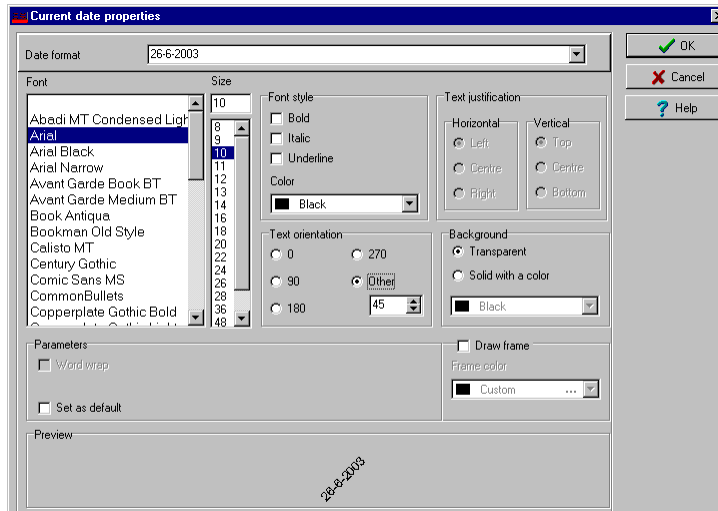 Current date properties
Date format
26-6-2003
OK
Cancel
Help
Font
Abadi MT Condensed Ligh
Arial
Arial Black
Arial Narrow
Avant Garde Book BT
Avant Garde Medium BT
Book Antiqua
Bookman Old Style
Calisto MT
Century Gothic
Comic Sans MS
CommonBullets
Copperplate Gothic Bold
Size
10
8
9
10
11
12
13
14
16
18
20
22
24
26
28
36
48
Font style
Bold
Italic
Underline
Color
Black
Text justification
Horizontal
Left
Centre
Right
Vertical
Top
Centre
Bottom
Text orientation
0
270
90
Other
180
45
Background
Transparent
Solid with a color
Black
Parameters
Word wrap
Set as default
Draw frame
Frame color
Custom ...
Preview
26-6-2003